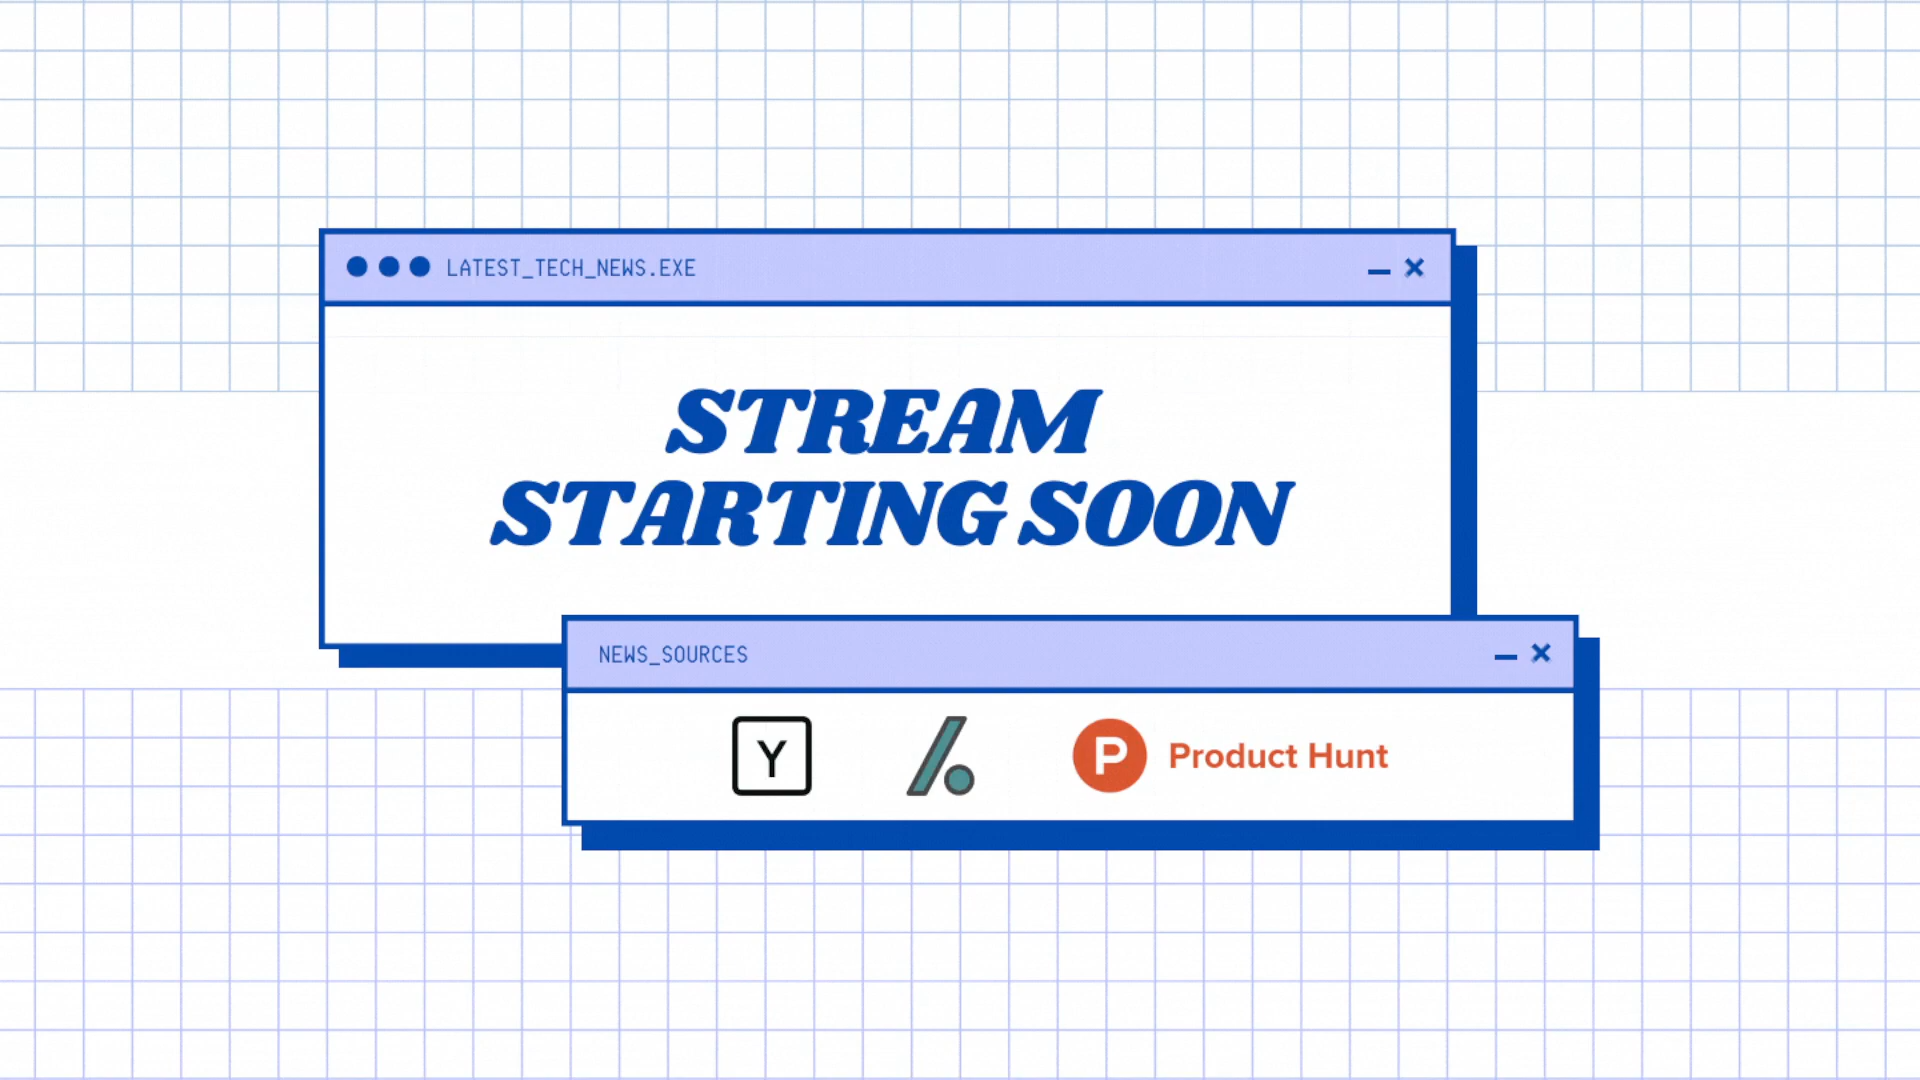 LATEST_TECH_NEWS.EXE
STREAM
STARTING SOON
NEWS_SOURCES
Y
P Product Hunt